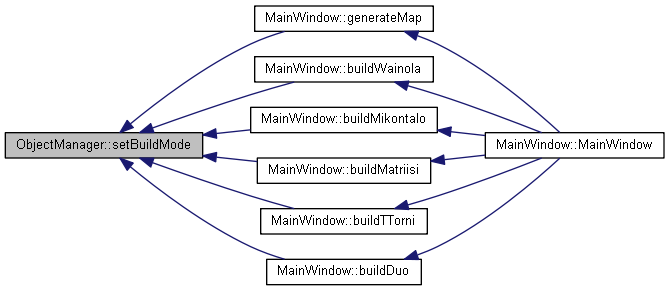 MainWindow::generateMap
MainWindow::buildWainola
MainWindow::buildMikontalo
ObjectManager::setBuildMode
MainWindow::MainWindow
MainWindow::buildMatriisi
MainWindow::buildTTorni
MainWindow::buildDuo